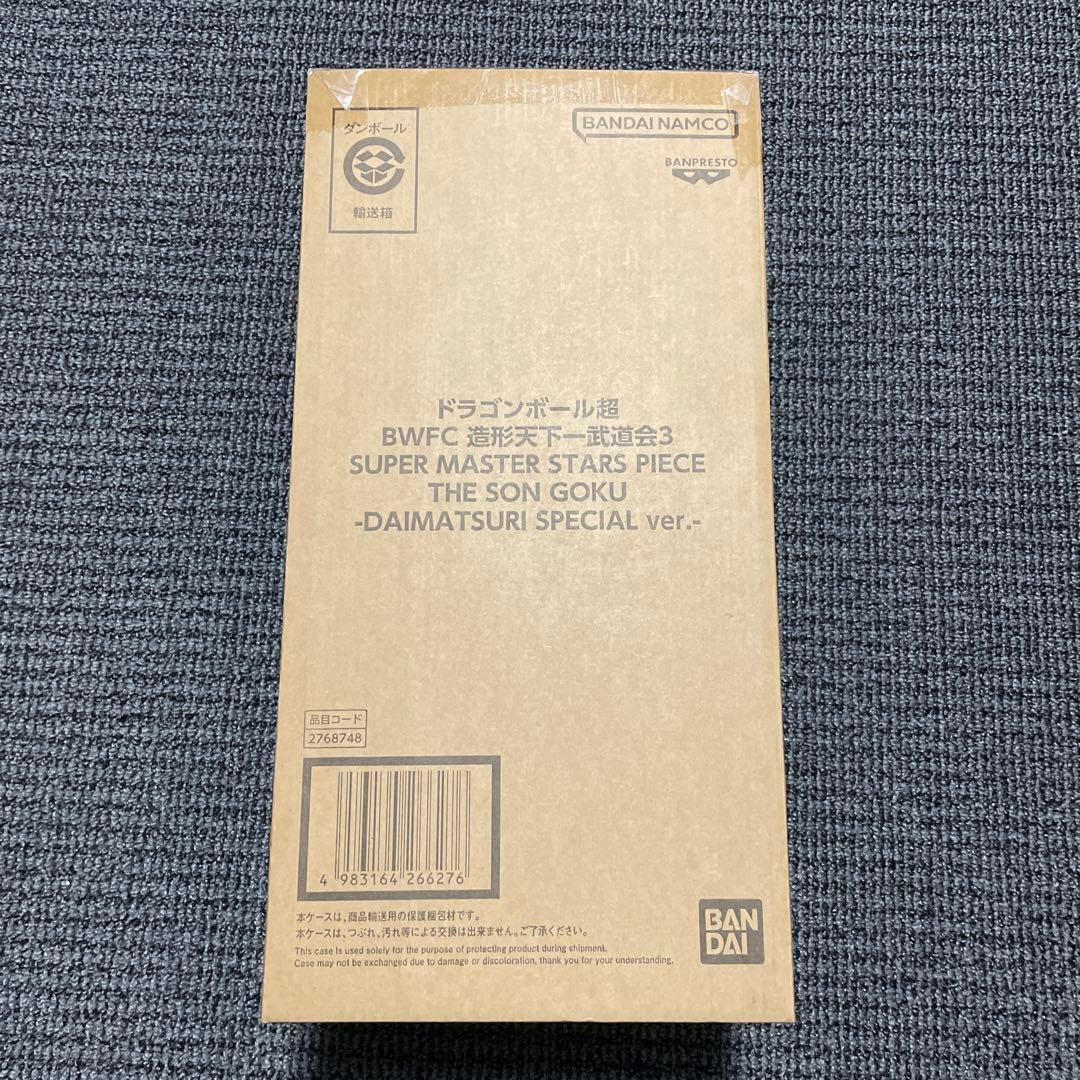 ダンボール
輸送箱
BANDAI NAMCO
BANPRESTO
ドラゴンボール超
BWFC 造形天下一武道会3
SUPER MASTER STARS PIECE
THE SON GOKU
-DAIMATSURI SPECIAL ver.-
品目コード
2768748
4 983164 266276
本ケースは、商品輸送用の保護梱包材です。
本ケースは、つぶれ、汚れ等による交換は出来ません。ご了承ください。
This case is used solely for the purpose of protecting product during shipment.
Case may not be exchanged due to damage or discoloration, thank you for your understanding.
BAN
DAI